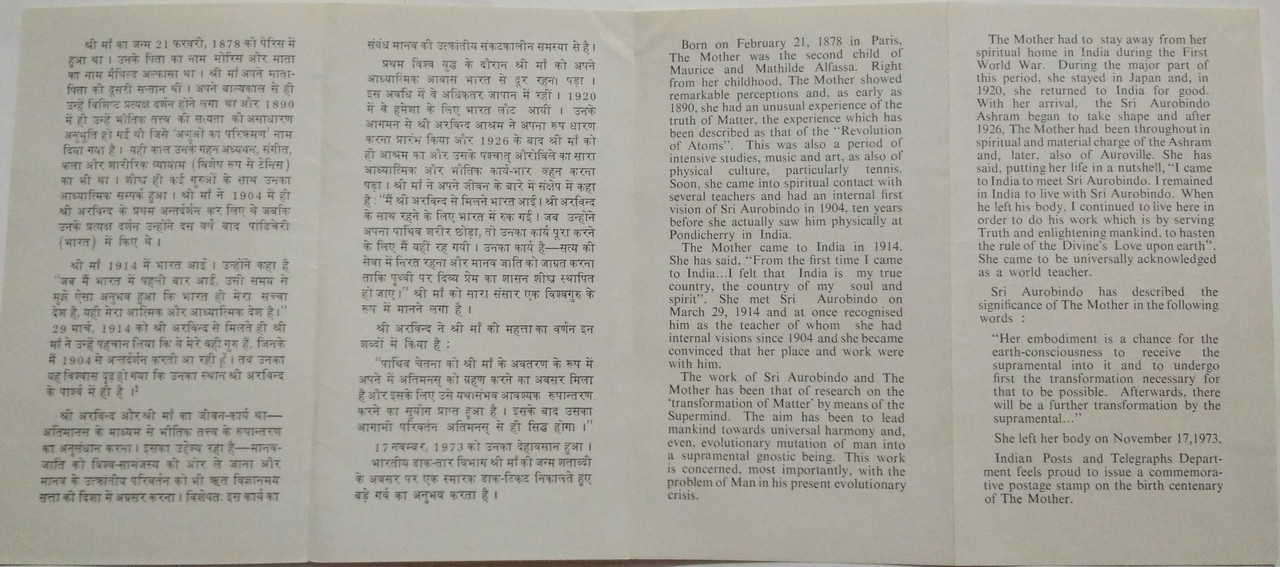 श्री माँ का जन्म 21 फरवरी, 1878 को पेरिस में
हुआ था । उनके पिता का नाम मोरिस और माता
का नाम मैथिल्ड अल्फासा था । श्री माँ अपने माता-
पिता की दूसरी सन्तान थीं । अपने बाल्यकाल से ही
उन्हें विशिष्ट प्रत्यक्ष दर्शन होने लगा था और 1890
में ही उन्हें भौतिक तत्त्व की सत्यता की असाधारण
अनुभूति हो गई थी जिसे 'अणुओं का परिक्रमण' नाम
दिया गया है । यही काल उनके गहन अध्ययन, संगीत,
कला और शारीरिक व्यायाम (विशेष रूप से टेनिस)
का भी था । शीघ्र ही कई गुरुओं के साथ उनका
आध्यात्मिक सम्पर्क हुआ । श्री माँ ने 1904 में ही
श्री अरविन्द के प्रथम अन्तर्दर्शन कर लिए थे जबकि
उनके प्रत्यक्ष दर्शन उन्होंने दस वर्ष बाद पांडिचेरी
(भारत) में किए थे ।
श्री माँ 1914 में भारत आई । उन्होंने कहा है
"जब मैं भारत में पहली बार आई, उसी समय से
मुझे ऐसा अनुभव हुआ कि भारत ही मेरा सच्चा
देश है, यही मेरा आत्मिक और आध्यात्मिक देश है ।"
29 मार्च, 1914 को श्री अरविन्द से मिलते ही श्री
माँ ने उन्हें पहचान लिया कि ये मेरे वही गुरु हैं, जिनके
मैं 1904 से अन्तर्दर्शन करती आ रही हूँ । तब उनका
यह विश्वास दृढ़ हो गया कि उनका स्थान श्री अरविन्द
के पार्श्व में ही है ।
श्री अरविन्द और श्री माँ का जीवन-कार्य था—
अतिमानस के माध्यम से भौतिक तत्त्व के रूपान्तरण
का अनुसंधान करना । इसका उद्देश्य रहा है—मानव-
जाति को विश्व-सामंजस्य की ओर ले जाना और
मानव के उत्क्रांतीय परिवर्तन को भी ऋत विज्ञानमय
सत्ता की दिशा में अग्रसर करना । विशेषतः इस कार्य का
संबंध मानव की उत्क्रांतीय संकटकालीन समस्या से है ।
प्रथम विश्व युद्ध के दौरान श्री माँ को अपने
आध्यात्मिक आवास भारत से दूर रहना पड़ा ।
इस अवधि में वे अधिकतर जापान में रहीं । 1920
में वे हमेशा के लिए भारत लौट आयीं । उनके
आगमन से श्री अरविन्द आश्रम ने अपना रूप धारण
करना प्रारंभ किया और 1926 के बाद श्री माँ को
ही आश्रम का और उसके पश्चात् ओरोविले का सारा
आध्यात्मिक और भौतिक कार्य-भार वहन करना
पड़ा । श्री माँ ने अपने जीवन के बारे में संक्षेप में कहा
है : "मैं श्री अरविन्द से मिलने भारत आई । श्री अरविन्द
के साथ रहने के लिए भारत में रुक गई । जब उन्होंने
अपना पार्थिव शरीर छोड़ा, तो उनका कार्य पूरा करने
के लिए मैं यहीं रह गयी । उनका कार्य है—सत्य की
सेवा में निरत रहना और मानव जाति को जाग्रत करना
ताकि पृथ्वी पर दिव्य प्रेम का शासन शीघ्र स्थापित
हो जाए ।" श्री माँ को सारा संसार एक विश्वगुरु के
रूप में मानने लगा है ।
श्री अरविन्द ने श्री माँ की महत्ता का वर्णन इन
शब्दों में किया है :
"पार्थिव चेतना को श्री माँ के अवतरण के रूप में
अपने में अतिमनस् को ग्रहण करने का अवसर मिला
है और इसके लिए उसे यथासंभव आवश्यक रूपान्तरण
करने का सुयोग प्राप्त हुआ है । इसके बाद उसका
आगामी परिवर्तन अतिमनस् से ही सिद्ध होगा ।"
17 नवम्बर, 1973 को उनका देहावसान हुआ ।
भारतीय डाक-तार विभाग श्री माँ की जन्म शताब्दी
के अवसर पर एक स्मारक डाक-टिकट निकालते हुए
बड़े गर्व का अनुभव करता है ।
Born on February 21, 1878 in Paris,
The Mother was the second child of
Maurice and Mathilde Alfassa. Right
from her childhood, The Mother showed
remarkable perceptions and, as early as
1890, she had an unusual experience of the
truth of Matter, the experience which has
been described as that of the "Revolution
of Atoms". This was also a period of
intensive studies, music and art, as also of
physical culture, particularly tennis.
Soon, she came into spiritual contact with
several teachers and had an internal first
vision of Sri Aurobindo in 1904, ten years
before she actually saw him physically at
Pondicherry in India.
The Mother came to India in 1914.
She has said, "From the first time I came
to India...I felt that India is my true
country, the country of my soul and
spirit". She met Sri Aurobindo on
March 29, 1914 and at once recognised
him as the teacher of whom she had
internal visions since 1904 and she became
convinced that her place and work were
with him.
The work of Sri Aurobindo and The
Mother has been that of research on the
'transformation of Matter' by means of the
Supermind. The aim has been to lead
mankind towards universal harmony and,
even, evolutionary mutation of man into
a supramental gnostic being. This work
is concerned, most importantly, with the
problem of Man in his present evolutionary
crisis.
The Mother had to stay away from her
spiritual home in India during the First
World War. During the major part of
this period, she stayed in Japan and, in
1920, she returned to India for good.
With her arrival, the Sri Aurobindo
Ashram began to take shape and after
1926, The Mother had been throughout in
spiritual and material charge of the Ashram
and, later, also of Auroville. She has
said, putting her life in a nutshell, "I came
to India to meet Sri Aurobindo. I remained
in India to live with Sri Aurobindo. When
he left his body, I continued to live here in
order to do his work which is by serving
Truth and enlightening mankind, to hasten
the rule of the Divine's Love upon earth".
She came to be universally acknowledged
as a world teacher.
Sri Aurobindo has described the
significance of The Mother in the following
words :
"Her embodiment is a chance for the
earth-consciousness to receive the
supramental into it and to undergo
first the transformation necessary for
that to be possible. Afterwards, there
will be a further transformation by the
supramental..."
She left her body on November 17,1973.
Indian Posts and Telegraphs Depart-
ment feels proud to issue a commemora-
tive postage stamp on the birth centenary
of The Mother.